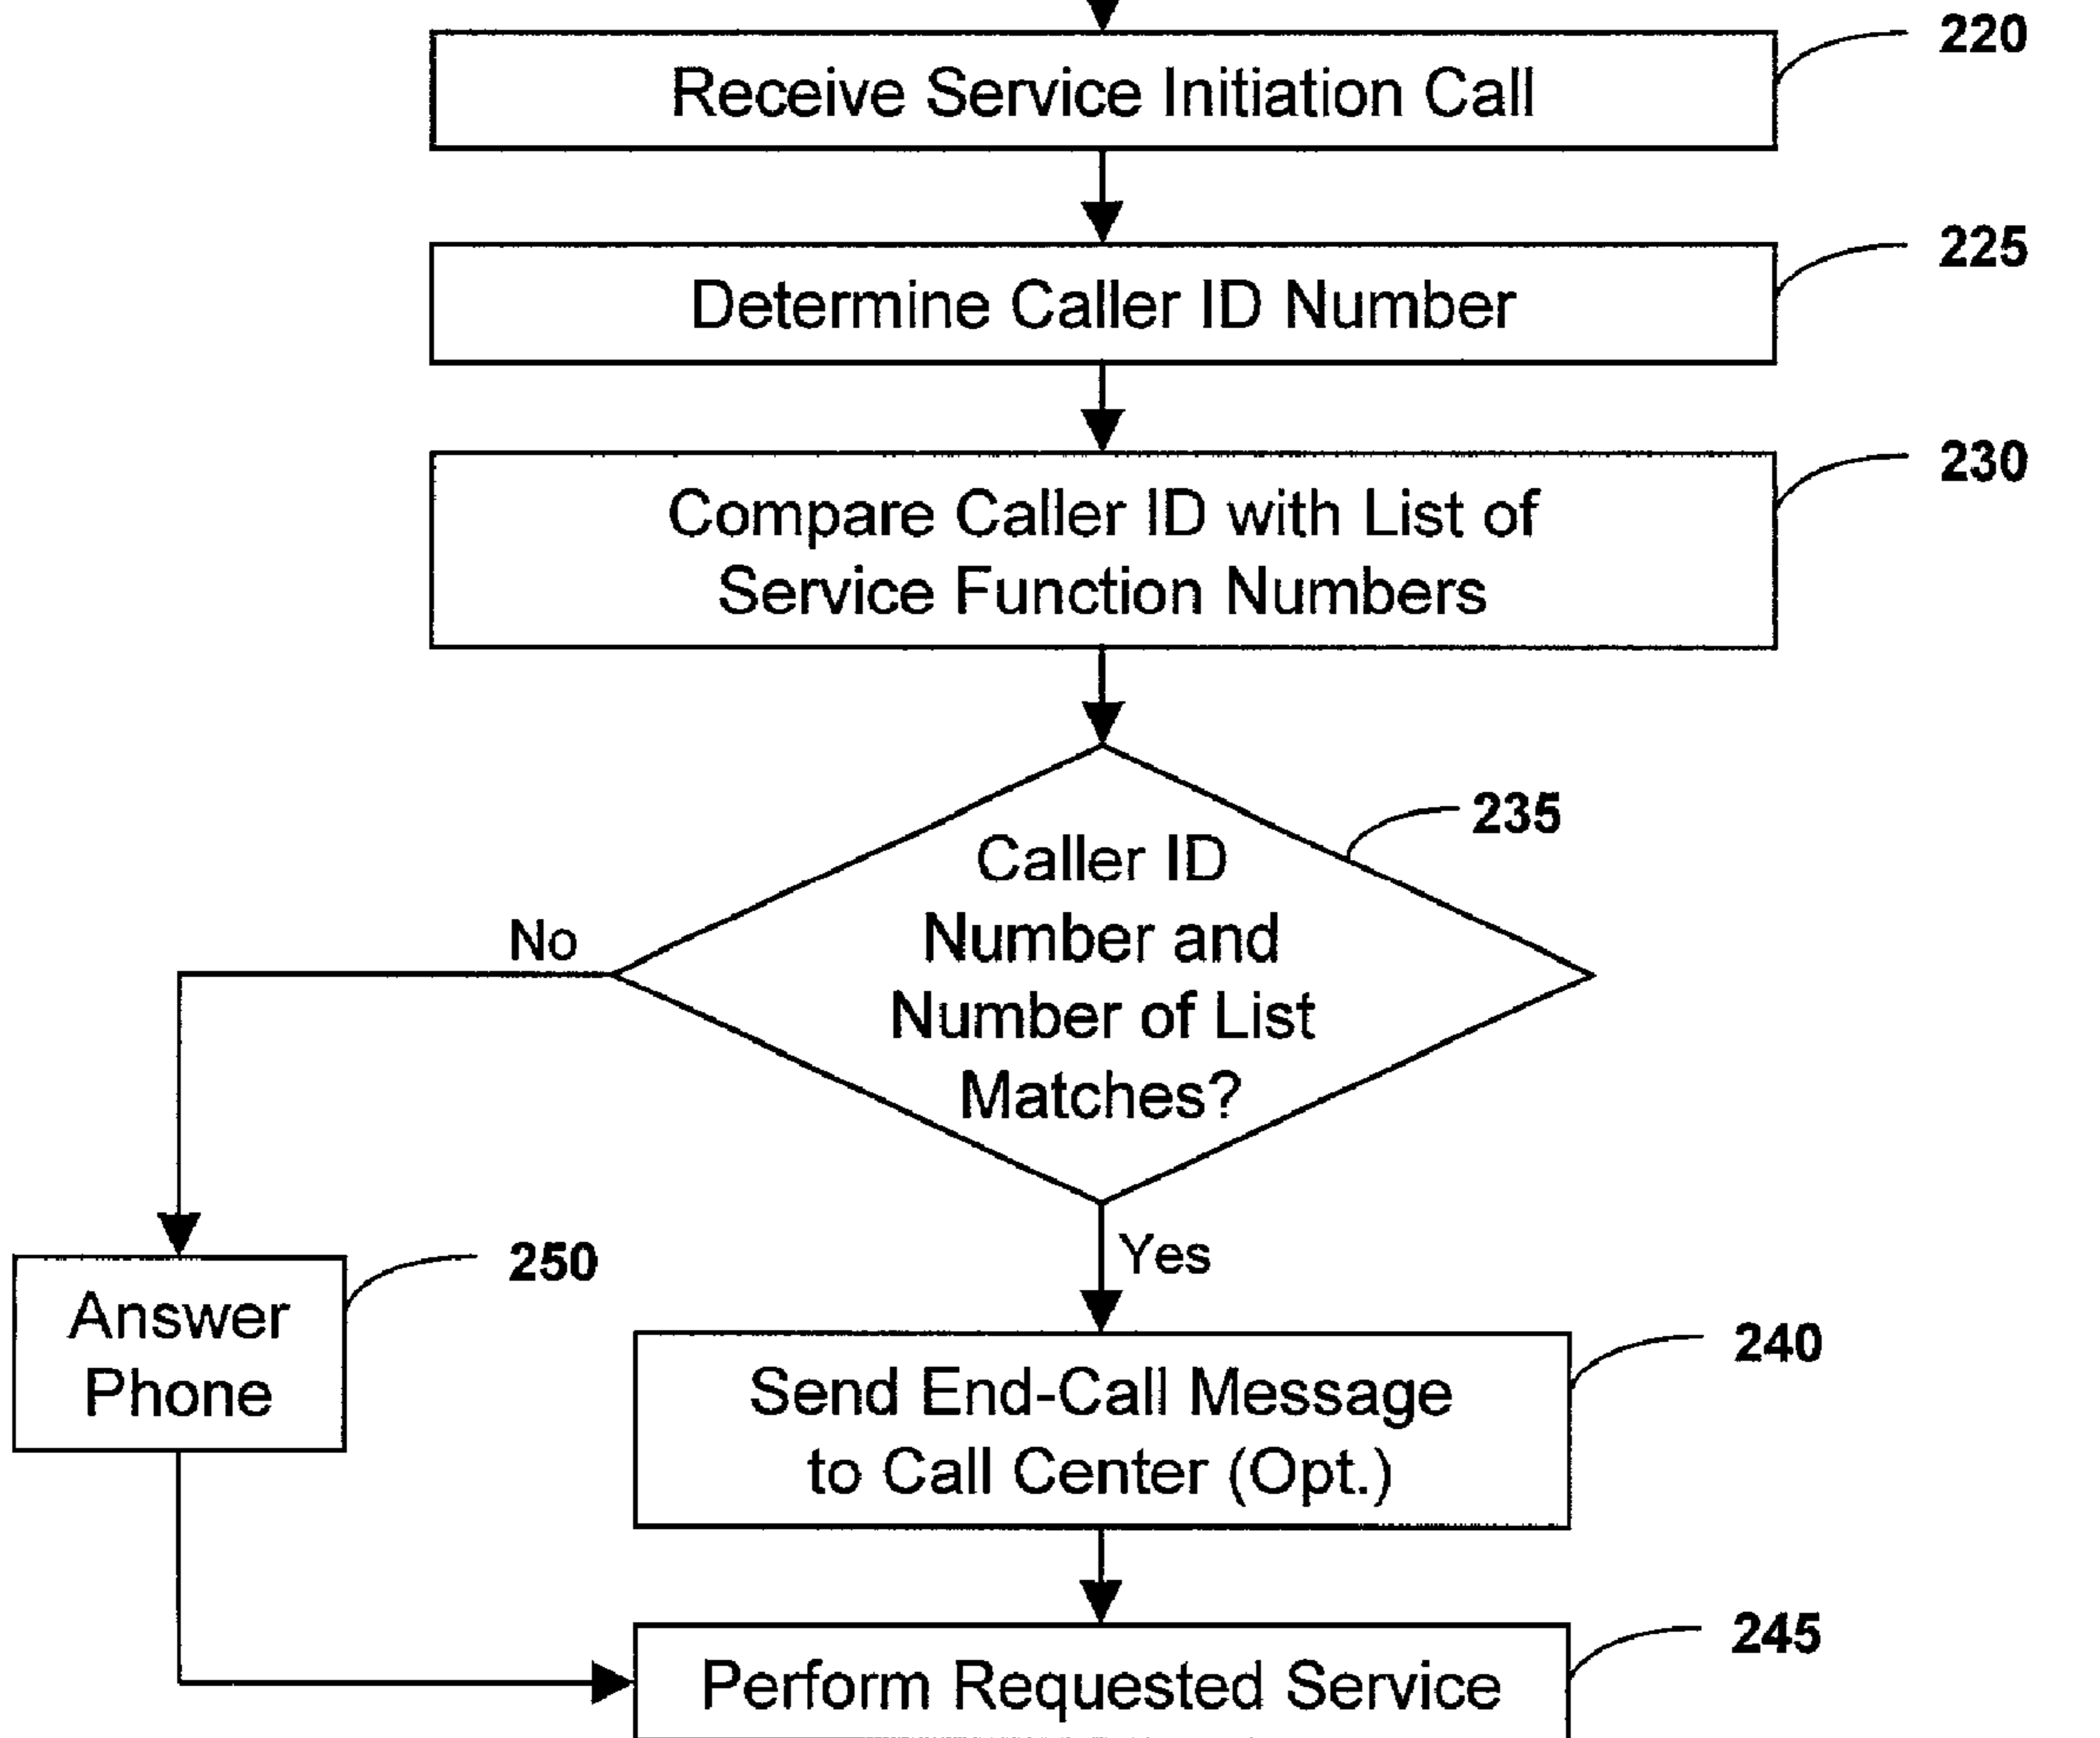 220
Receive Service Initiation Call
225
Determine Caller ID Number
230
Compare Caller ID with List of
Service Function Numbers
235
Caller ID
Number and
Number of List
Matches?
No
Yes
250
Answer
Phone
240
Send End-Call Message
to Call Center (Opt.)
245
Perform Requested Service